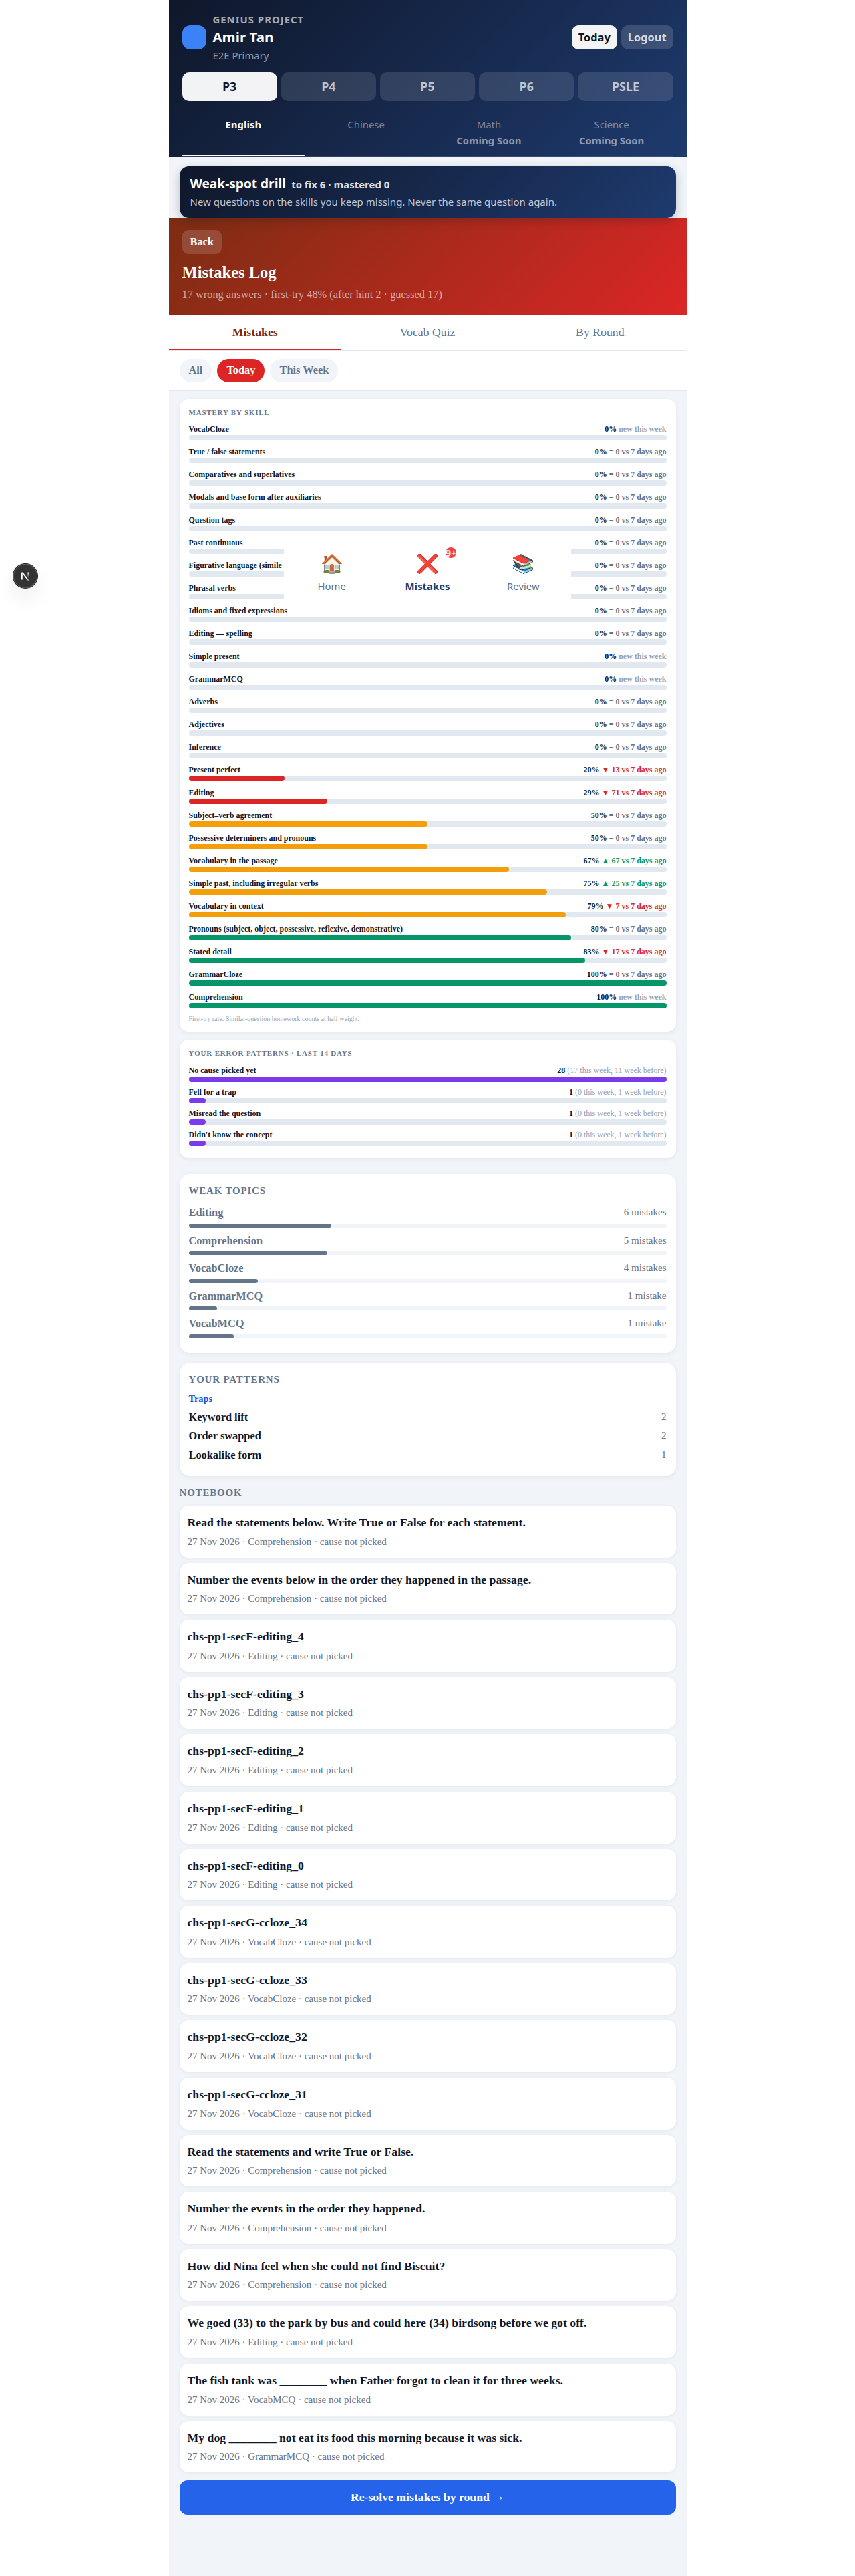 GENIUS PROJECT
Amir Tan
E2E Primary
Today
Logout
P3
P4
P5
P6
PSLE
English
Chinese
Math
Coming Soon
Science
Coming Soon
Weak-spot drill to fix 6 · mastered 0
New questions on the skills you keep missing. Never the same question again.
Back
Mistakes Log
17 wrong answers · first-try 48% (after hint 2 · guessed 17)
Mistakes
Vocab Quiz
By Round
All
Today
This Week
MASTERY BY SKILL
VocabCloze 0% new this week
True / false statements 0% = 0 vs 7 days ago
Comparatives and superlatives 0% = 0 vs 7 days ago
Modals and base form after auxiliaries 0% = 0 vs 7 days ago
Question tags 0% = 0 vs 7 days ago
Past continuous 0% = 0 vs 7 days ago
Figurative language (simile 0% = 0 vs 7 days ago
Phrasal verbs 0% = 0 vs 7 days ago
Idioms and fixed expressions 0% = 0 vs 7 days ago
Editing — spelling 0% = 0 vs 7 days ago
Simple present 0% new this week
GrammarMCQ 0% new this week
Adverbs 0% = 0 vs 7 days ago
Adjectives 0% = 0 vs 7 days ago
Inference 0% = 0 vs 7 days ago
Present perfect 20% ▼ 13 vs 7 days ago
Editing 29% ▼ 71 vs 7 days ago
Subject–verb agreement 50% = 0 vs 7 days ago
Possessive determiners and pronouns 50% = 0 vs 7 days ago
Vocabulary in the passage 67% ▲ 67 vs 7 days ago
Simple past, including irregular verbs 75% ▲ 25 vs 7 days ago
Vocabulary in context 79% ▼ 7 vs 7 days ago
Pronouns (subject, object, possessive, reflexive, demonstrative) 80% = 0 vs 7 days ago
Stated detail 83% ▼ 17 vs 7 days ago
GrammarCloze 100% = 0 vs 7 days ago
Comprehension 100% new this week
First-try rate. Similar-question homework counts at half weight.
Home
Mistakes
9+
Review
N
YOUR ERROR PATTERNS · LAST 14 DAYS
No cause picked yet 28 (17 this week, 11 week before)
Fell for a trap 1 (0 this week, 1 week before)
Misread the question 1 (0 this week, 1 week before)
Didn't know the concept 1 (0 this week, 1 week before)
WEAK TOPICS
Editing 6 mistakes
Comprehension 5 mistakes
VocabCloze 4 mistakes
GrammarMCQ 1 mistake
VocabMCQ 1 mistake
YOUR PATTERNS
Traps
Keyword lift 2
Order swapped 2
Lookalike form 1
NOTEBOOK
Read the statements below. Write True or False for each statement.
27 Nov 2026 · Comprehension · cause not picked
Number the events below in the order they happened in the passage.
27 Nov 2026 · Comprehension · cause not picked
chs-pp1-secF-editing_4
27 Nov 2026 · Editing · cause not picked
chs-pp1-secF-editing_3
27 Nov 2026 · Editing · cause not picked
chs-pp1-secF-editing_2
27 Nov 2026 · Editing · cause not picked
chs-pp1-secF-editing_1
27 Nov 2026 · Editing · cause not picked
chs-pp1-secF-editing_0
27 Nov 2026 · Editing · cause not picked
chs-pp1-secG-ccloze_34
27 Nov 2026 · VocabCloze · cause not picked
chs-pp1-secG-ccloze_33
27 Nov 2026 · VocabCloze · cause not picked
chs-pp1-secG-ccloze_32
27 Nov 2026 · VocabCloze · cause not picked
chs-pp1-secG-ccloze_31
27 Nov 2026 · VocabCloze · cause not picked
Read the statements and write True or False.
27 Nov 2026 · Comprehension · cause not picked
Number the events in the order they happened.
27 Nov 2026 · Comprehension · cause not picked
How did Nina feel when she could not find Biscuit?
27 Nov 2026 · Comprehension · cause not picked
We goed (33) to the park by bus and could here (34) birdsong before we got off.
27 Nov 2026 · Editing · cause not picked
The fish tank was ________ when Father forgot to clean it for three weeks.
27 Nov 2026 · VocabMCQ · cause not picked
My dog ________ not eat its food this morning because it was sick.
27 Nov 2026 · GrammarMCQ · cause not picked
Re-solve mistakes by round →